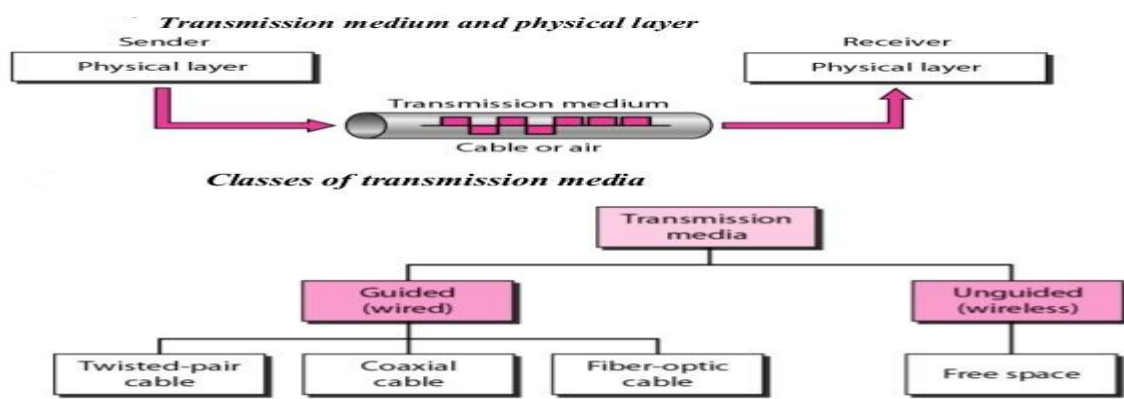 Transmission medium and physical layer
Sender
Receiver
Physical layer
Physical layer
Transmission medium
Cable or air
Classes of transmission media
Transmission
media
Guided
(wired)
Unguided
(wireless)
Twisted-pair
cable
Coaxial
cable
Fiber-optic
cable
Free space